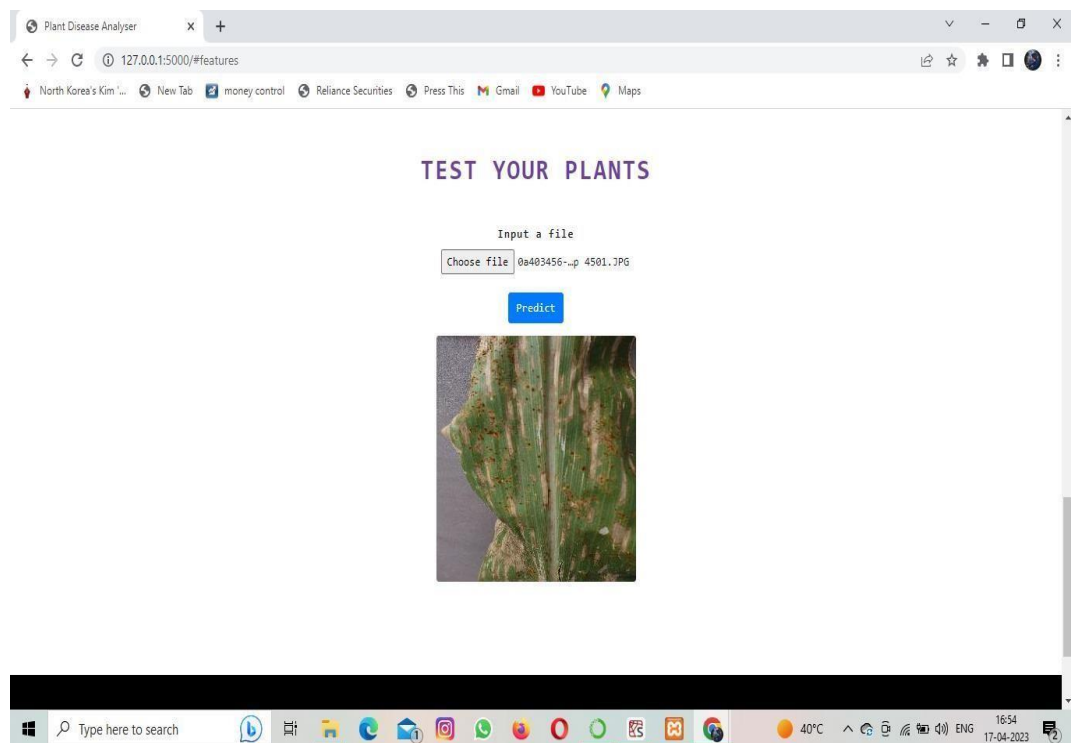 Plant Disease Analyser
127.0.0.1:5000/#features
North Korea's Kim '... New Tab money control Reliance Securities Press This Gmail YouTube Maps
TEST YOUR PLANTS
Input a file
Choose file 0a403456-…p 4501.JPG
Predict
Type here to search 1 40°C ENG 16:54
17-04-2023 2